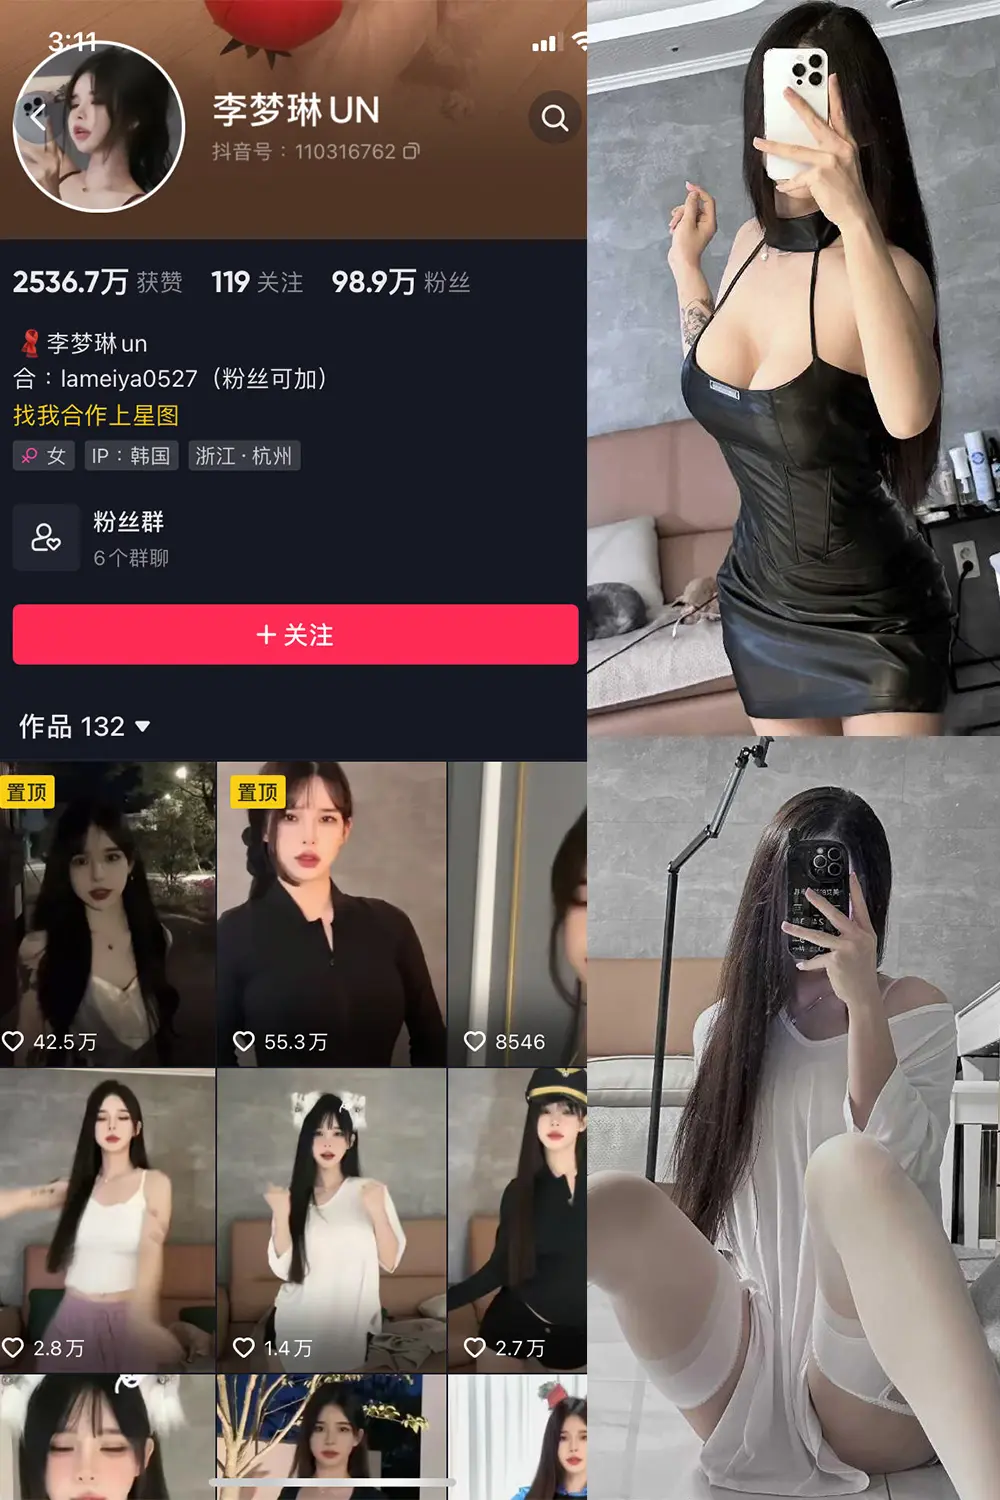 3:11
李梦琳UN
抖音号：110316762
2536.7万 获赞 119 关注 98.9万 粉丝
李梦琳un
合：lameiya0527（粉丝可加）
找我合作上星图
女 IP：韩国 浙江·杭州
粉丝群
6个群聊
+ 关注
作品 132
置顶 置顶
42.5万 55.3万 8546
2.8万 1.4万 2.7万